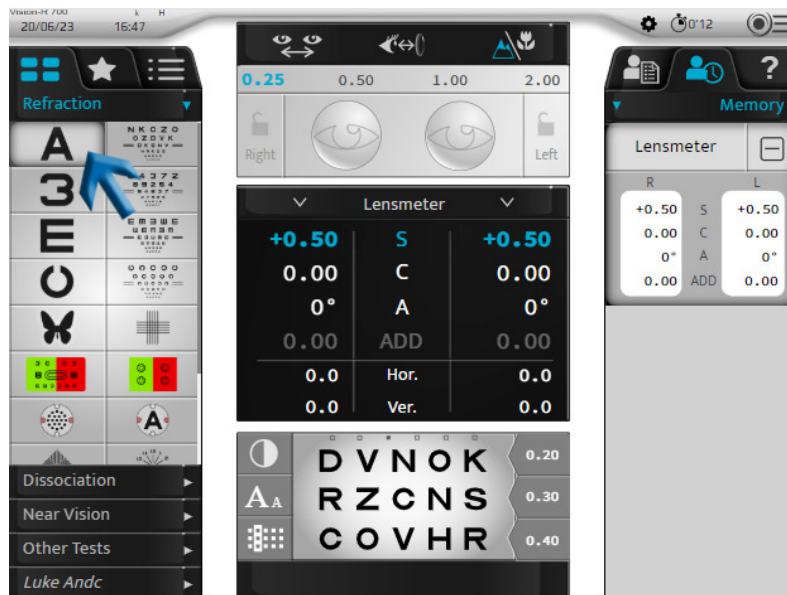 Vision-R 700
20/06/23 16:47
0'12
Refraction
A
N K O Z O
O Z D V K
3
E
E M Ǝ W E
A
Dissociation
Near Vision
Other Tests
Luke Andc
0.25 0.50 1.00 2.00
Right Left
Lensmeter
+0.50 S +0.50
0.00 C 0.00
0° A 0°
0.00 ADD 0.00
0.0 Hor. 0.0
0.0 Ver. 0.0
D V N O K 0.20
A A R Z C N S 0.30
C O V H R 0.40
?
Memory
Lensmeter
R L
+0.50 S +0.50
0.00 C 0.00
0° A 0°
0.00 ADD 0.00